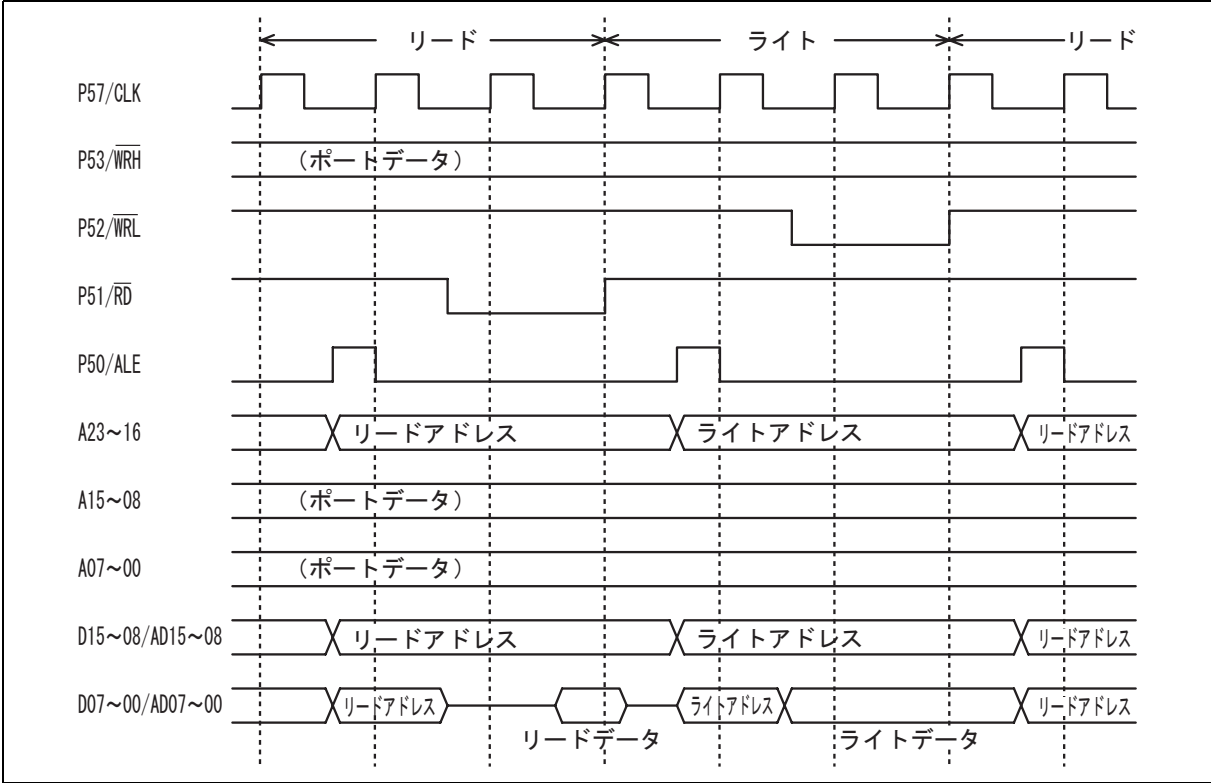 リード ライト リード
P57/CLK
P53/WRH (ポートデータ)
P52/WRL
P51/RD
P50/ALE
A23～16 リードアドレス ライトアドレス リードアドレス
A15～08 (ポートデータ)
A07～00 (ポートデータ)
D15～08/AD15～08 リードアドレス ライトアドレス リードアドレス
D07～00/AD07～00 リードアドレス ライトアドレス リードアドレス
リードデータ ライトデータ